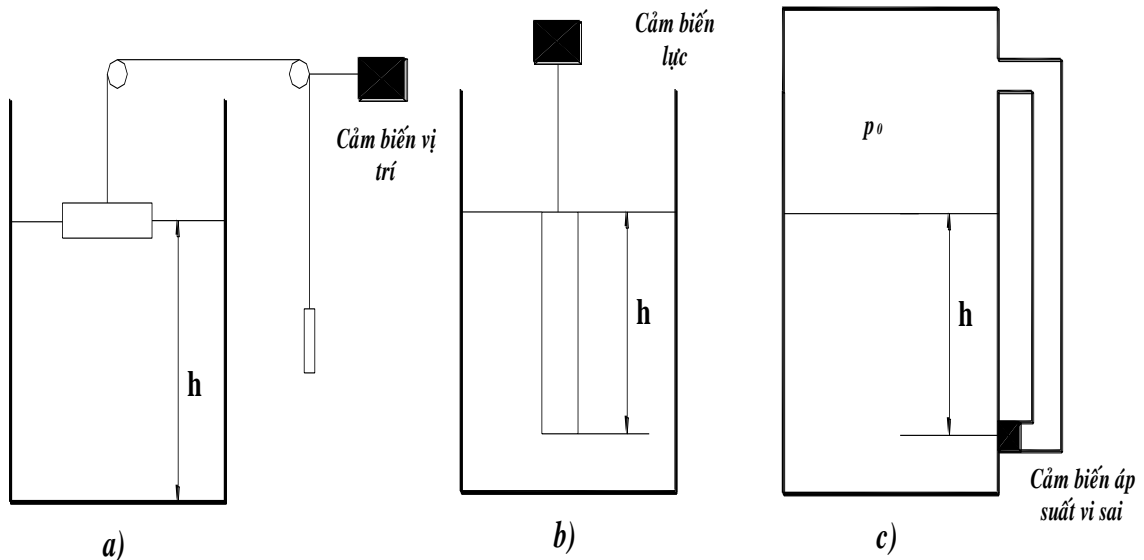 Cảm biến vị
trí
h
a)
Cảm biến
lực
h
b)
p₀
h
Cảm biến áp
suất vi sai
c)